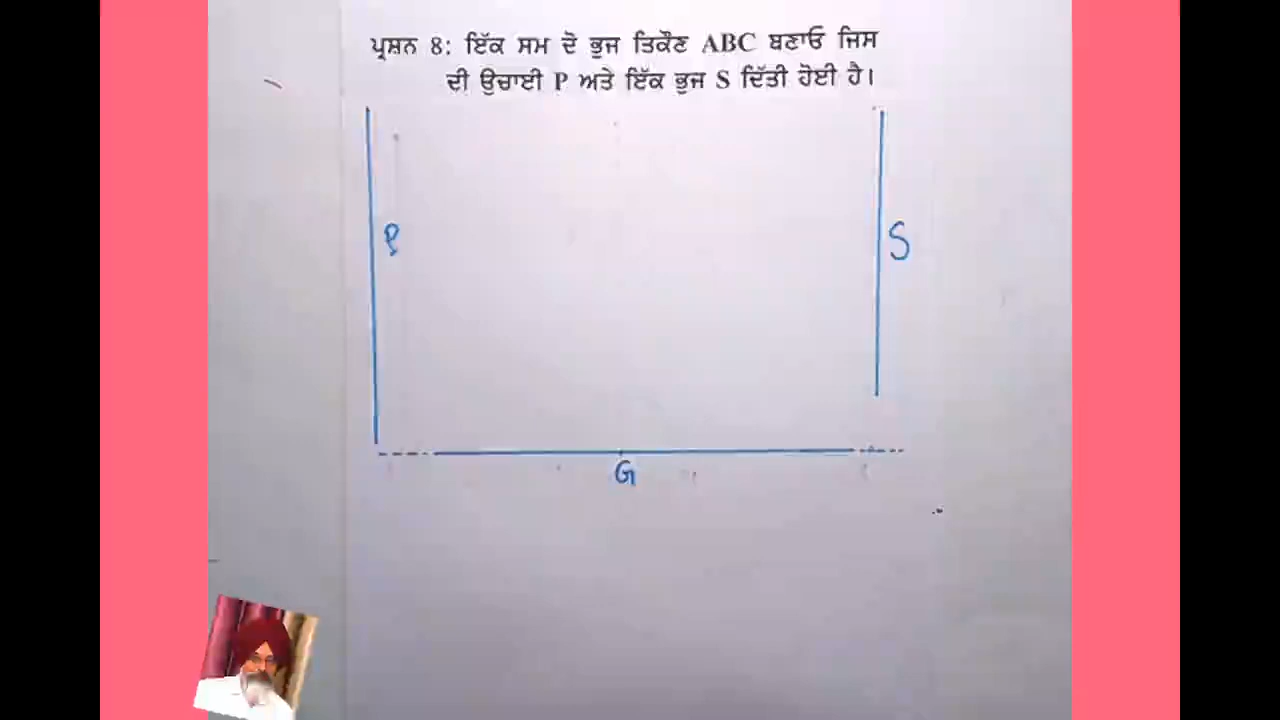 ਪ੍ਰਸ਼ਨ 8: ਇੱਕ ਸਮ ਦੋ ਭੁਜ ਤਿਕੌਣ ABC ਬਣਾਓ ਜਿਸ
ਦੀ ਉਚਾਈ P ਅਤੇ ਇੱਕ ਭੁਜ S ਦਿੱਤੀ ਹੋਈ ਹੈ।
P
S
G